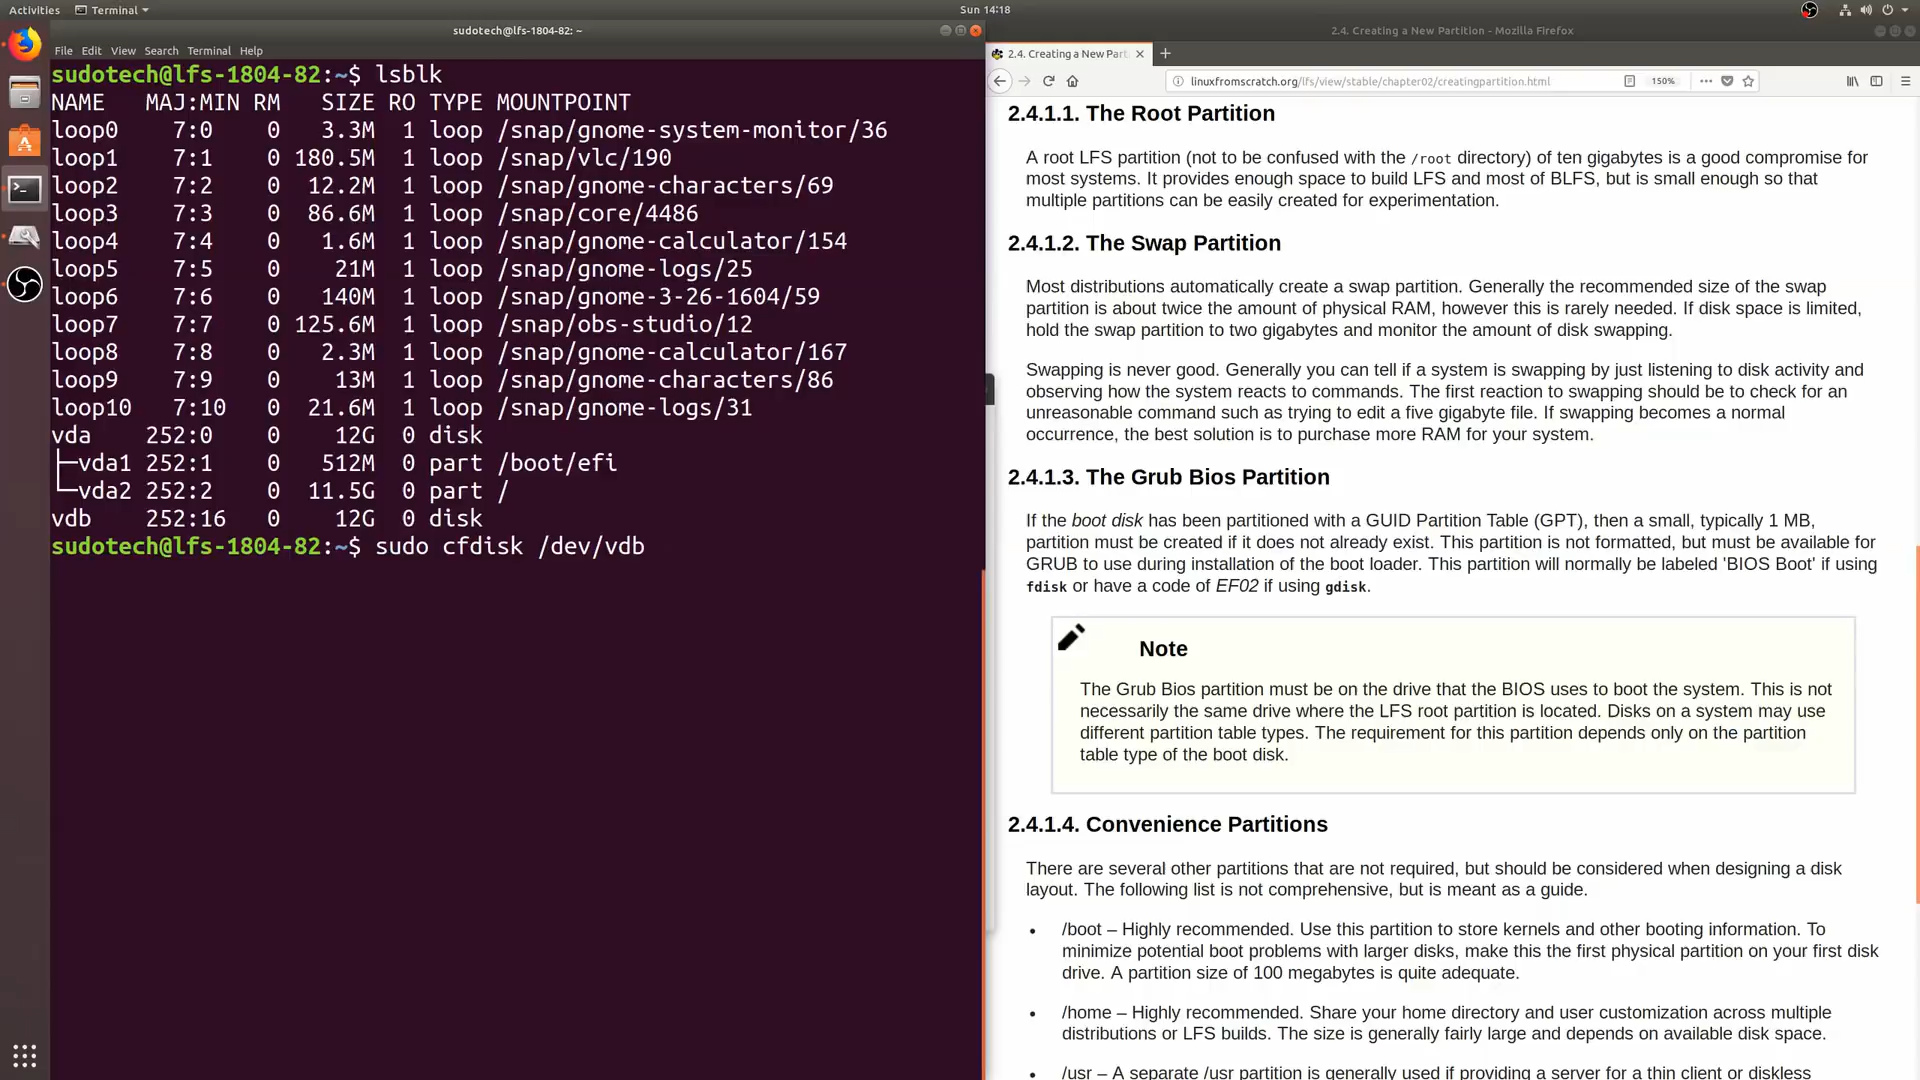 Activities
Terminal
Sun 14:18
sudotech@lfs-1804-82: ~
File Edit View Search Terminal Help
sudotech@lfs-1804-82:~$ lsblk
NAME MAJ:MIN RM SIZE RO TYPE MOUNTPOINT
loop0 7:0 0 3.3M 1 loop /snap/gnome-system-monitor/36
loop1 7:1 0 180.5M 1 loop /snap/vlc/190
loop2 7:2 0 12.2M 1 loop /snap/gnome-characters/69
loop3 7:3 0 86.6M 1 loop /snap/core/4486
loop4 7:4 0 1.6M 1 loop /snap/gnome-calculator/154
loop5 7:5 0 21M 1 loop /snap/gnome-logs/25
loop6 7:6 0 140M 1 loop /snap/gnome-3-26-1604/59
loop7 7:7 0 125.6M 1 loop /snap/obs-studio/12
loop8 7:8 0 2.3M 1 loop /snap/gnome-calculator/167
loop9 7:9 0 13M 1 loop /snap/gnome-characters/86
loop10 7:10 0 21.6M 1 loop /snap/gnome-logs/31
vda 252:0 0 12G 0 disk
├─vda1 252:1 0 512M 0 part /boot/efi
└─vda2 252:2 0 11.5G 0 part /
vdb 252:16 0 12G 0 disk
sudotech@lfs-1804-82:~$ sudo cfdisk /dev/vdb
2.4. Creating a New Partition - Mozilla Firefox
2.4. Creating a New Part
linuxfromscratch.org/lfs/view/stable/chapter02/creatingpartition.html
150%
2.4.1.1. The Root Partition
A root LFS partition (not to be confused with the /root directory) of ten gigabytes is a good compromise for
most systems. It provides enough space to build LFS and most of BLFS, but is small enough so that
multiple partitions can be easily created for experimentation.
2.4.1.2. The Swap Partition
Most distributions automatically create a swap partition. Generally the recommended size of the swap
partition is about twice the amount of physical RAM, however this is rarely needed. If disk space is limited,
hold the swap partition to two gigabytes and monitor the amount of disk swapping.
Swapping is never good. Generally you can tell if a system is swapping by just listening to disk activity and
observing how the system reacts to commands. The first reaction to swapping should be to check for an
unreasonable command such as trying to edit a five gigabyte file. If swapping becomes a normal
occurrence, the best solution is to purchase more RAM for your system.
2.4.1.3. The Grub Bios Partition
If the boot disk has been partitioned with a GUID Partition Table (GPT), then a small, typically 1 MB,
partition must be created if it does not already exist. This partition is not formatted, but must be available for
GRUB to use during installation of the boot loader. This partition will normally be labeled 'BIOS Boot' if using
fdisk or have a code of EF02 if using gdisk.
Note
The Grub Bios partition must be on the drive that the BIOS uses to boot the system. This is not
necessarily the same drive where the LFS root partition is located. Disks on a system may use
different partition table types. The requirement for this partition depends only on the partition
table type of the boot disk.
2.4.1.4. Convenience Partitions
There are several other partitions that are not required, but should be considered when designing a disk
layout. The following list is not comprehensive, but is meant as a guide.
• /boot – Highly recommended. Use this partition to store kernels and other booting information. To
minimize potential boot problems with larger disks, make this the first physical partition on your first disk
drive. A partition size of 100 megabytes is quite adequate.
• /home – Highly recommended. Share your home directory and user customization across multiple
distributions or LFS builds. The size is generally fairly large and depends on available disk space.
• /usr – A separate /usr partition is generally used if providing a server for a thin client or diskless